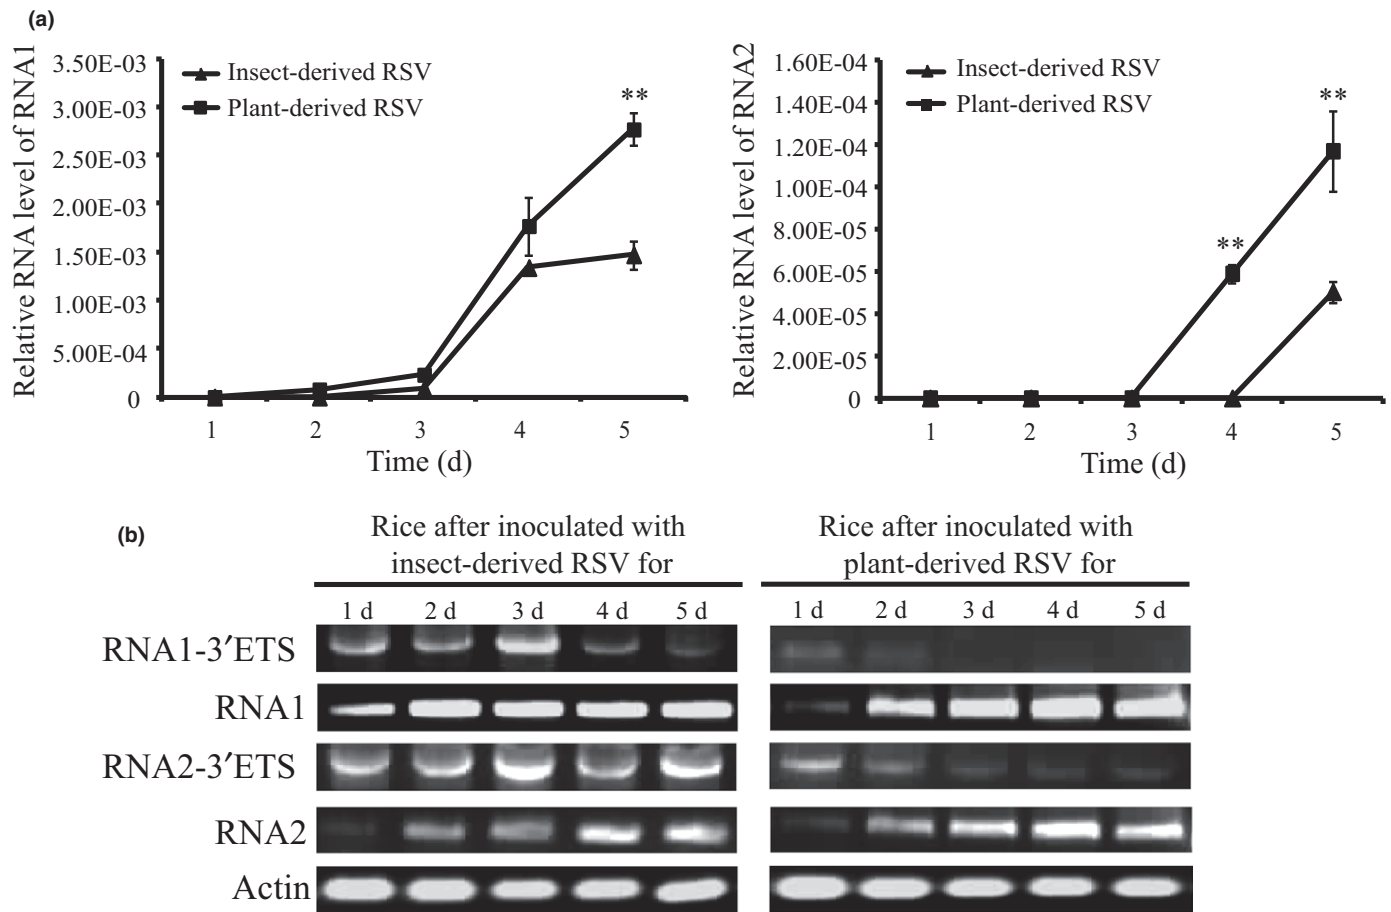 (a)
Relative RNA level of RNA1
3.50E-03
3.00E-03
2.50E-03
2.00E-03
1.50E-03
1.00E-03
5.00E-04
0
Insect-derived RSV
Plant-derived RSV
**
1 2 3 4 5
Time (d)
Relative RNA level of RNA2
1.60E-04
1.40E-04
1.20E-04
1.00E-04
8.00E-05
6.00E-05
4.00E-05
2.00E-05
0
Insect-derived RSV
Plant-derived RSV
**
**
1 2 3 4 5
Time (d)
(b)
Rice after inoculated with
insect-derived RSV for
1 d 2 d 3 d 4 d 5 d
Rice after inoculated with
plant-derived RSV for
1 d 2 d 3 d 4 d 5 d
RNA1-3′ETS
RNA1
RNA2-3′ETS
RNA2
Actin